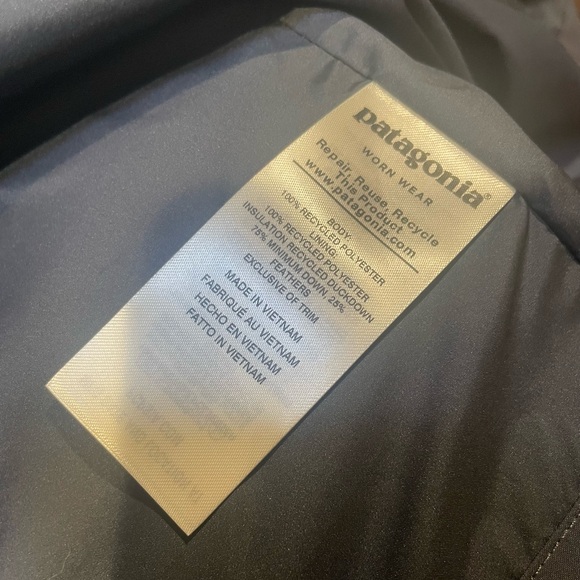 patagonia®
WORN WEAR
Repair, Reuse, Recycle
This Product
www.patagonia.com
BODY:
100% RECYCLED POLYESTER
LINING:
100% RECYCLED POLYESTER
INSULATION RECYCLED DUCKDOWN
75% MINIMUM DOWN, 25%
FEATHERS
EXCLUSIVE OF TRIM
MADE IN VIETNAM
FABRIQUÉ AU VIETNAM
HECHO EN VIETNAM
FATTO IN VIETNAM